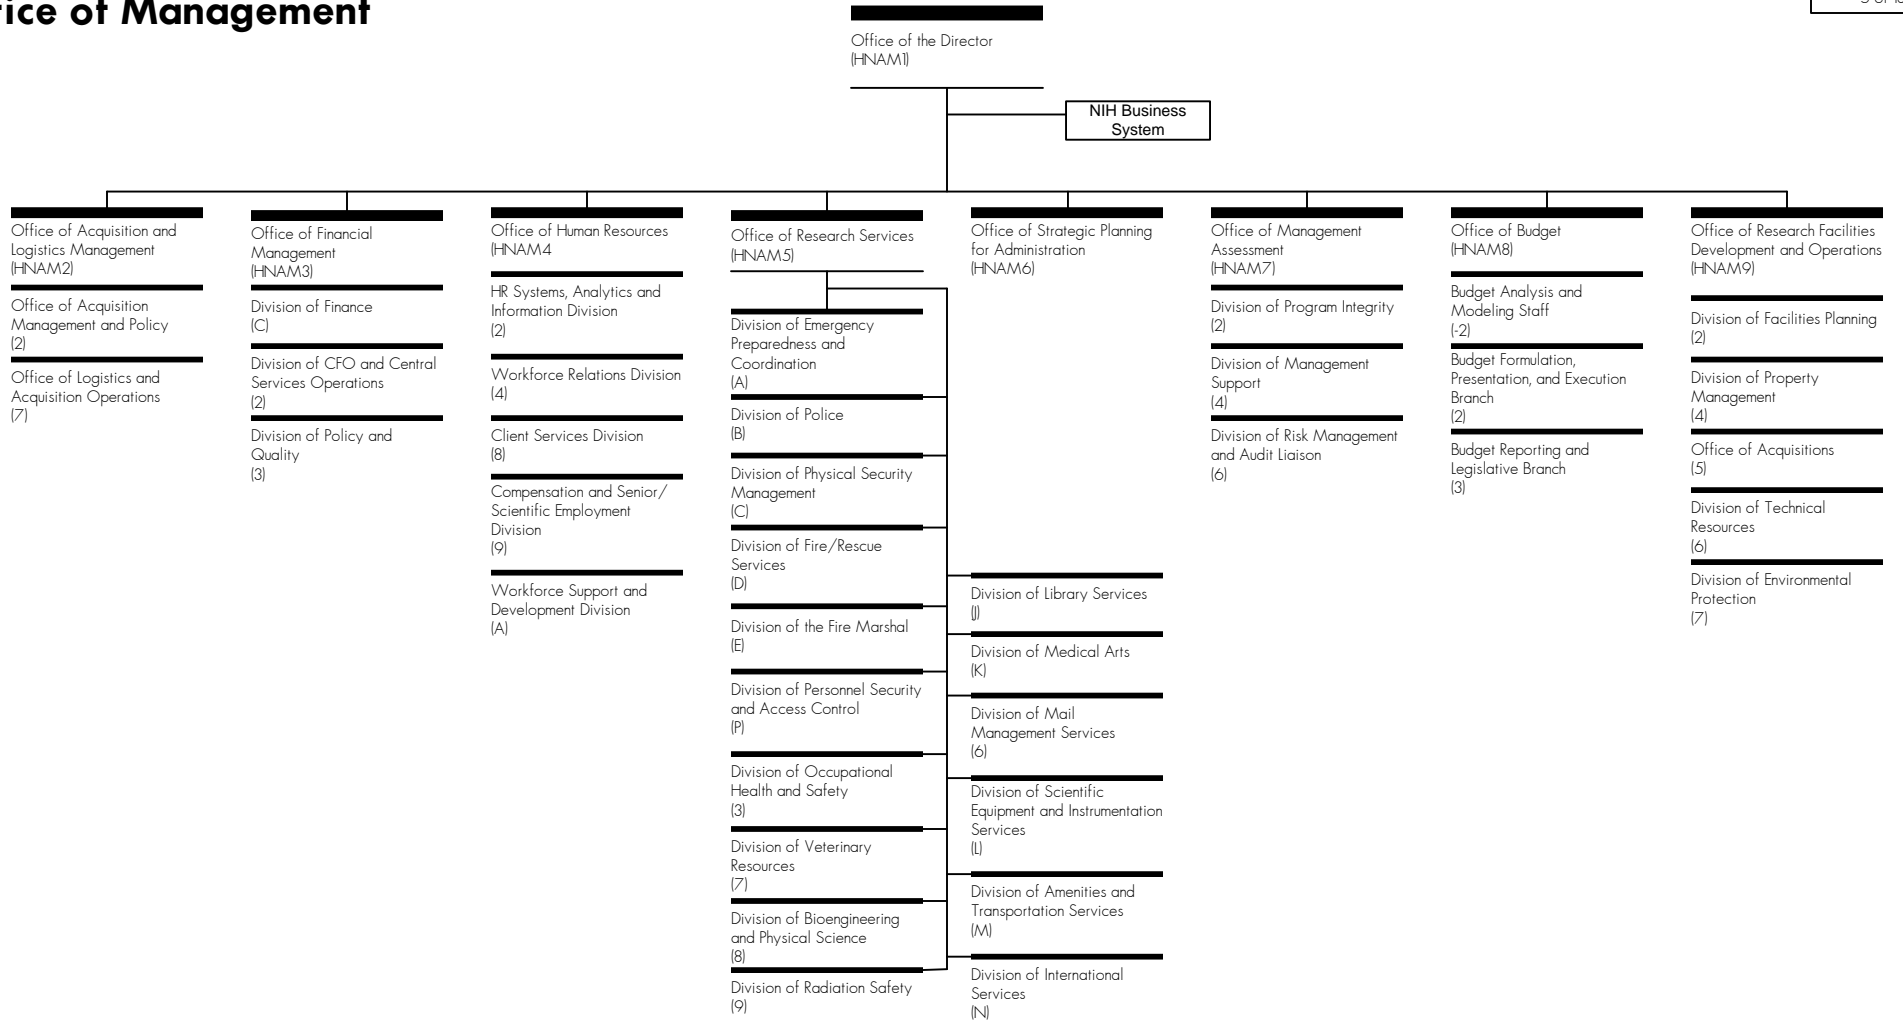 ice of Management
Office of the Director
(HNAM1)
NIH Business
System
Office of Acquisition and
Logistics Management
(HNAM2)
Office of Acquisition
Management and Policy
(2)
Office of Logistics and
Acquisition Operations
(7)
Office of Financial
Management
(HNAM3)
Division of Finance
(C)
Division of CFO and Central
Services Operations
(2)
Division of Policy and
Quality
(3)
Office of Human Resources
(HNAM4
HR Systems, Analytics and
Information Division
(2)
Workforce Relations Division
(4)
Client Services Division
(8)
Compensation and Senior/
Scientific Employment
Division
(9)
Workforce Support and
Development Division
(A)
Office of Research Services
(HNAM5)
Division of Emergency
Preparedness and
Coordination
(A)
Division of Police
(B)
Division of Physical Security
Management
(C)
Division of Fire/Rescue
Services
(D)
Division of the Fire Marshal
(E)
Division of Personnel Security
and Access Control
(P)
Division of Occupational
Health and Safety
(3)
Division of Veterinary
Resources
(7)
Division of Bioengineering
and Physical Science
(8)
Division of Radiation Safety
(9)
Division of Library Services
(J)
Division of Medical Arts
(K)
Division of Mail
Management Services
(6)
Division of Scientific
Equipment and Instrumentation
Services
(L)
Division of Amenities and
Transportation Services
(M)
Division of International
Services
(N)
Office of Strategic Planning
for Administration
(HNAM6)
Office of Management
Assessment
(HNAM7)
Division of Program Integrity
(2)
Division of Management
Support
(4)
Division of Risk Management
and Audit Liaison
(6)
Office of Budget
(HNAM8)
Budget Analysis and
Modeling Staff
(-2)
Budget Formulation,
Presentation, and Execution
Branch
(2)
Budget Reporting and
Legislative Branch
(3)
Office of Research Facilities
Development and Operations
(HNAM9)
Division of Facilities Planning
(2)
Division of Property
Management
(4)
Office of Acquisitions
(5)
Division of Technical
Resources
(6)
Division of Environmental
Protection
(7)